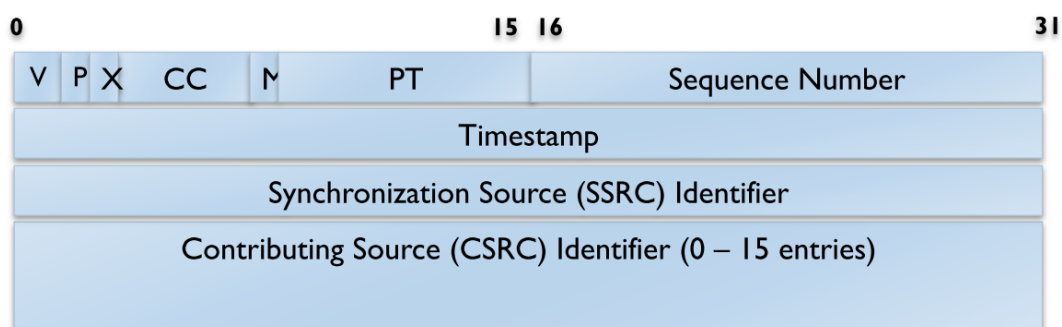 0 15 16 31
V P X CC M PT Sequence Number
Timestamp
Synchronization Source (SSRC) Identifier
Contributing Source (CSRC) Identifier (0 – 15 entries)